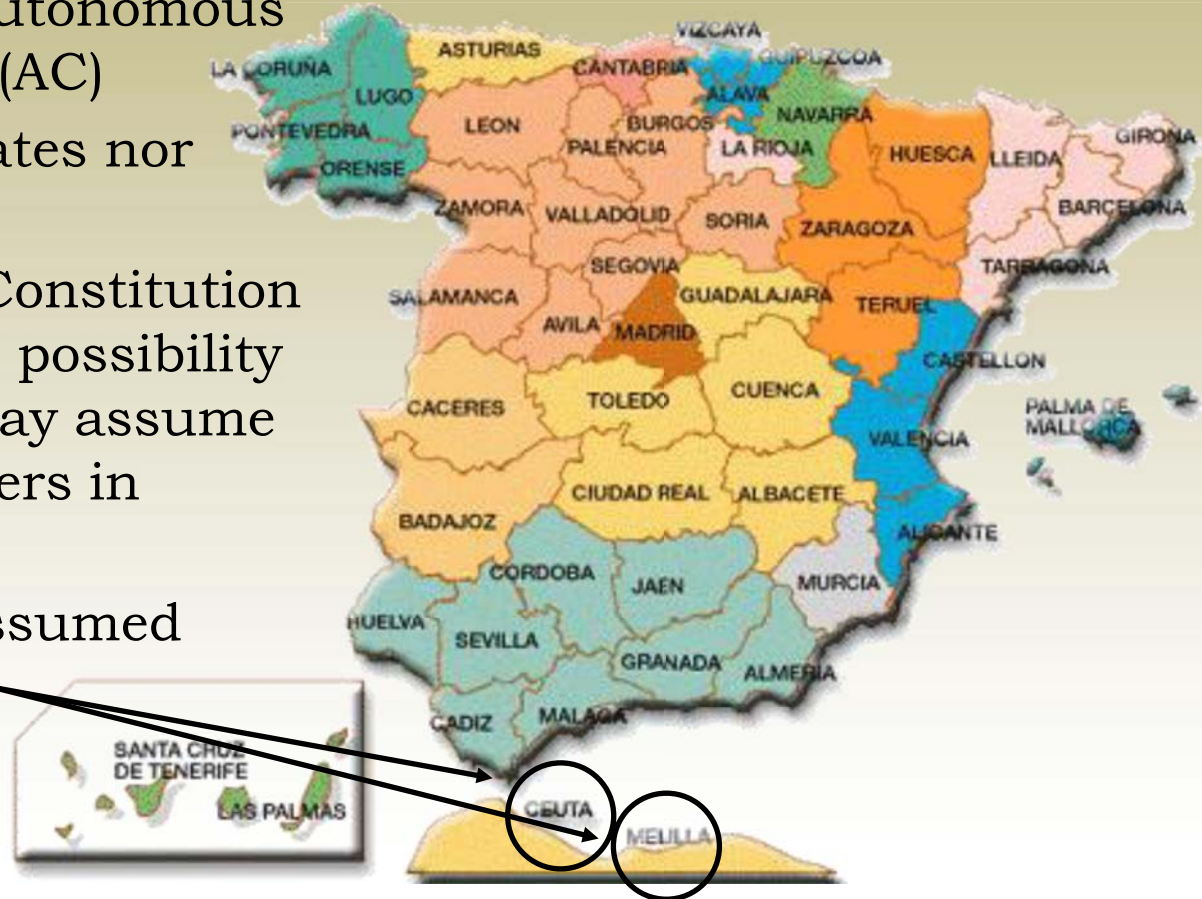 utonomous
(AC)
ates nor
Constitution
possibility
ay assume
ers in
ssumed
VIZCAYA
ASTURIAS
GUIPUZCOA
LA CORUÑA
CANTABRIA
LUGO
ALAVA
NAVARRA
LEON
BURGOS
PONTEVEDRA
PALENCIA
LA RIOJA
HUESCA
LLEIDA
GIRONA
ORENSE
ZAMORA
VALLADOLID
SORIA
ZARAGOZA
BARCELONA
SEGOVIA
TARRAGONA
SALAMANCA
GUADALAJARA
TERUEL
AVILA
MADRID
CASTELLON
CACERES
TOLEDO
CUENCA
PALMA DE
MALLORCA
VALENCIA
BADAJOZ
CIUDAD REAL
ALBACETE
ALICANTE
CORDOBA
JAEN
MURCIA
HUELVA
SEVILLA
GRANADA
ALMERIA
CADIZ
MALAGA
SANTA CRUZ
DE TENERIFE
LAS PALMAS
CEUTA
MELILLA